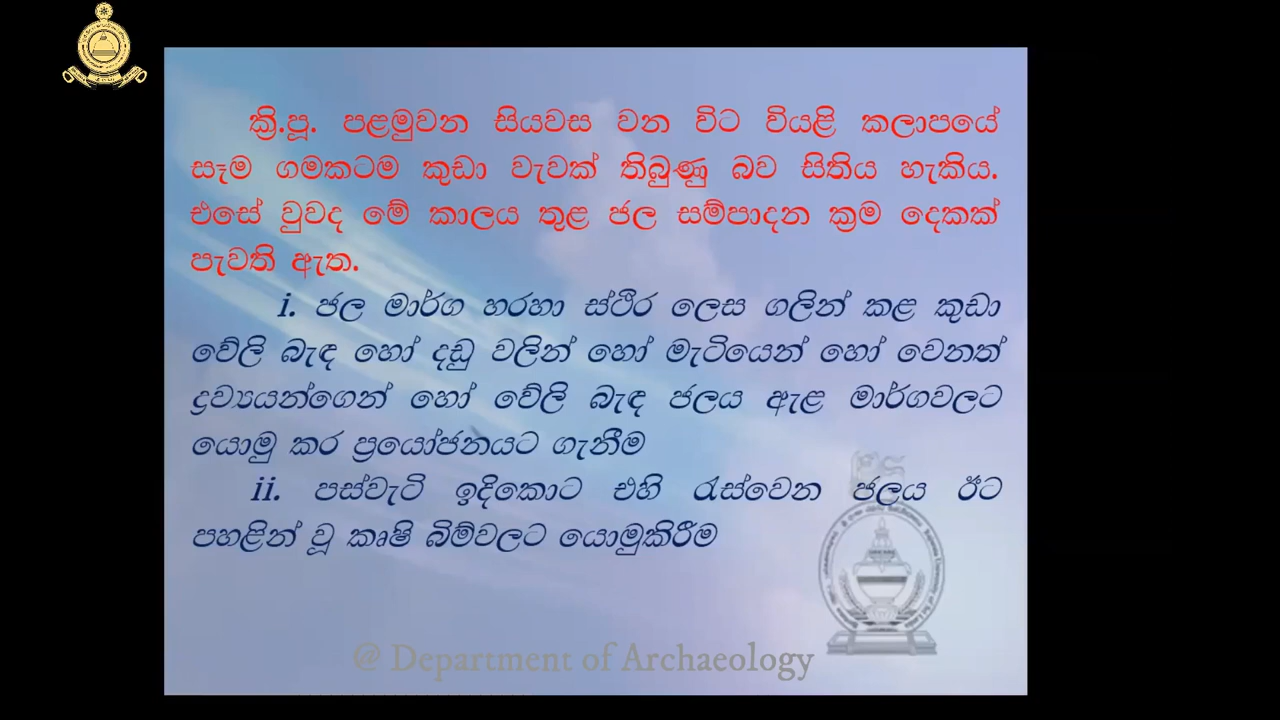 ක්‍රි.පූ. පළමුවන සියවස වන විට වියළි කලාපයේ
සෑම ගමකටම කුඩා වැවක් තිබුණු බව සිතිය හැකිය.
එසේ වුවද මේ කාලය තුළ ජල සම්පාදන ක්‍රම දෙකක්
පැවති ඇත.
i. ජල මාර්ග හරහා ස්ථිර ලෙස ගලින් කළ කුඩා
වේලි බැඳ හෝ දඬු වලින් හෝ මැටියෙන් හෝ වෙනත්
ද්‍රව්‍යයන්ගෙන් හෝ වේලි බැඳ ජලය ඇළ මාර්ගවලට
යොමු කර ප්‍රයෝජනයට ගැනීම
ii. පස්වැටි ඉදිකොට එහි රැස්වෙන ජලය ඊට
පහළින් වූ කෘෂි බිම්වලට යොමුකිරීම
@ Department of Archaeology